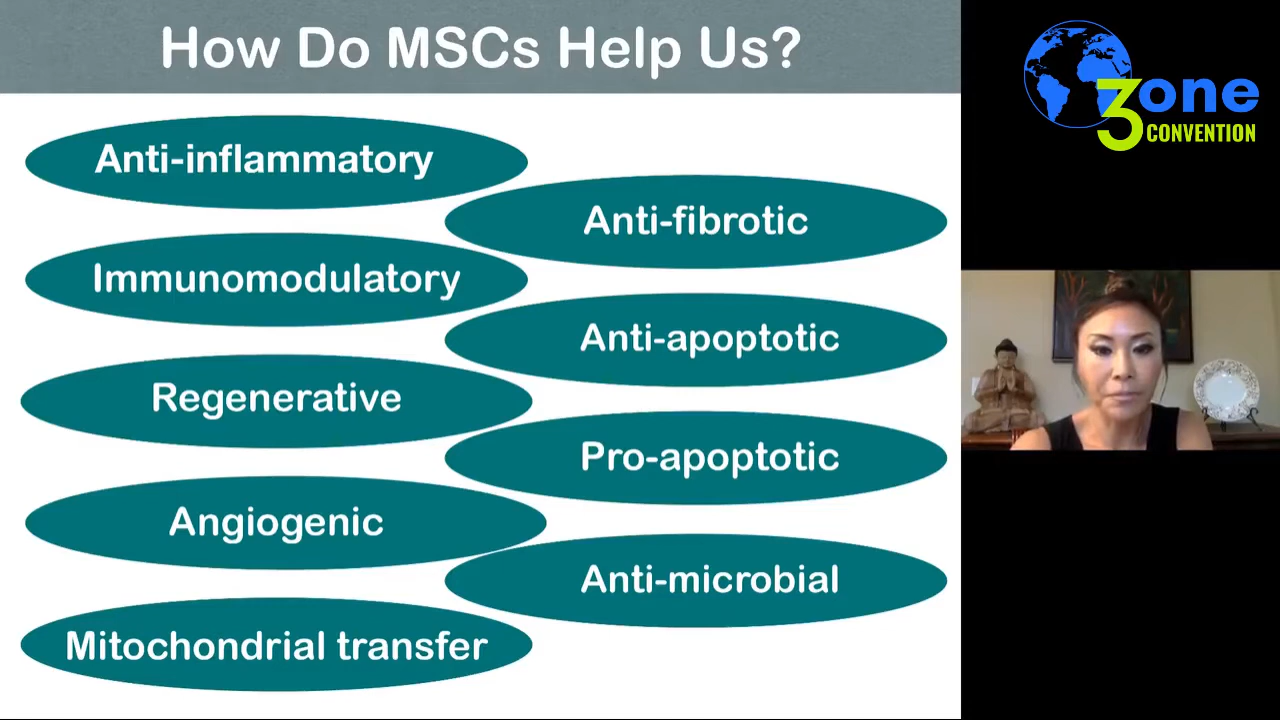 How Do MSCs Help Us?
Anti-inflammatory
Anti-fibrotic
Immunomodulatory
Anti-apoptotic
Regenerative
Pro-apoptotic
Angiogenic
Anti-microbial
Mitochondrial transfer
3one
CONVENTION